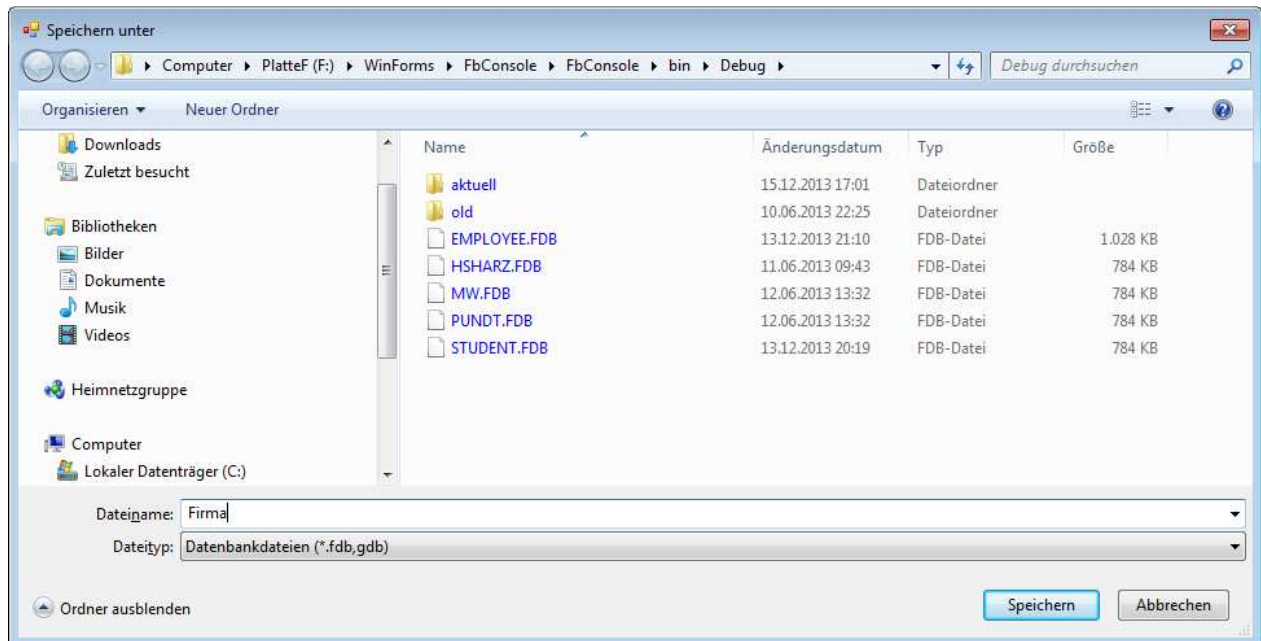 Speichern unter
Computer ▸ PlatteF (F:) ▸ WinForms ▸ FbConsole ▸ FbConsole ▸ bin ▸ Debug ▸ Debug durchsuchen
Organisieren Neuer Ordner
Downloads
Zuletzt besucht
Bibliotheken
Bilder
Dokumente
Musik
Videos
Heimnetzgruppe
Computer
Lokaler Datenträger (C:)
Name Änderungsdatum Typ Größe
aktuell 15.12.2013 17:01 Dateiordner
old 10.06.2013 22:25 Dateiordner
EMPLOYEE.FDB 13.12.2013 21:10 FDB-Datei 1.028 KB
HSHARZ.FDB 11.06.2013 09:43 FDB-Datei 784 KB
MW.FDB 12.06.2013 13:32 FDB-Datei 784 KB
PUNDT.FDB 12.06.2013 13:32 FDB-Datei 784 KB
STUDENT.FDB 13.12.2013 20:19 FDB-Datei 784 KB
Dateiname: Firma
Dateityp: Datenbankdateien (*.fdb,gdb)
Ordner ausblenden Speichern Abbrechen